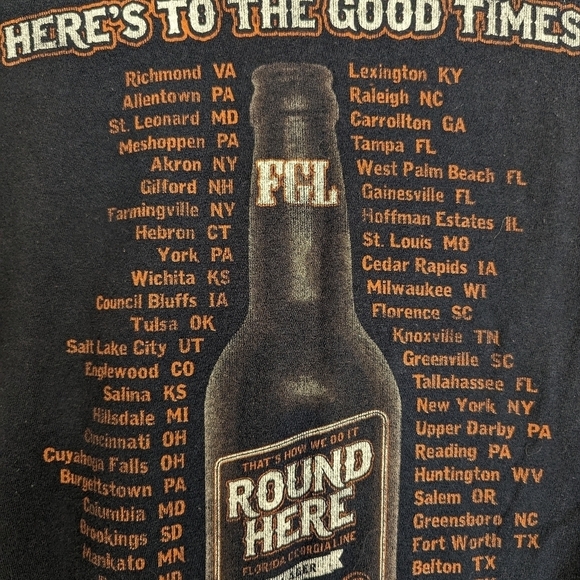 HERE'S TO THE GOOD TIMES
Richmond VA
Allentown PA
St. Leonard MD
Meshoppen PA
Akron NY
Gilford NH
Farmingville NY
Hebron CT
York PA
Wichita KS
Council Bluffs IA
Tulsa OK
Salt Lake City UT
Englewood CO
Salina KS
Hillsdale MI
Cincinnati OH
Cuyahoga Falls OH
Burgettstown PA
Columbia MD
Brookings SD
Mankato MN
FGL
THAT'S HOW WE DO IT
ROUND
HERE
FLORIDA GEORGIA LINE
Lexington KY
Raleigh NC
Carrollton GA
Tampa FL
West Palm Beach FL
Gainesville FL
Hoffman Estates IL
St. Louis MO
Cedar Rapids IA
Milwaukee WI
Florence SC
Knoxville TN
Greenville SC
Tallahassee FL
New York NY
Upper Darby PA
Reading PA
Huntington WV
Salem OR
Greensboro NC
Fort Worth TX
Belton TX